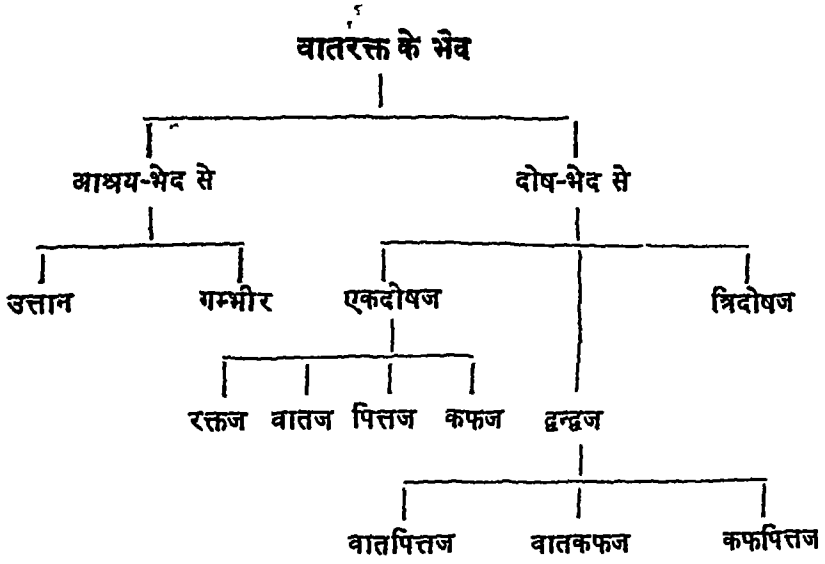 वातरक्त के भेद
आश्रय-भेद से दोष-भेद से
उत्तान गम्भीर एकदोषज त्रिदोषज
रक्तज वातज पित्तज कफज द्वन्द्वज
वातपित्तज वातकफज कफपित्तज